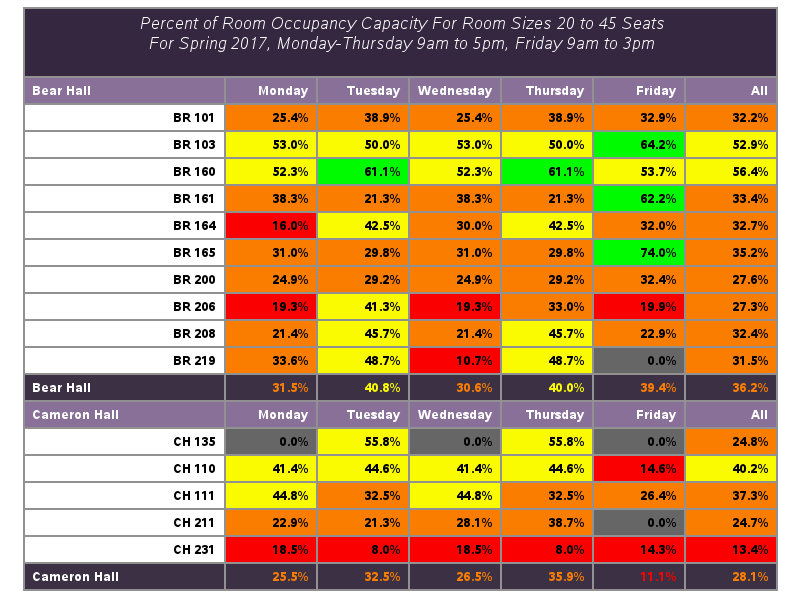 Percent of Room Occupancy Capacity For Room Sizes 20 to 45 Seats
For Spring 2017, Monday-Thursday 9am to 5pm, Friday 9am to 3pm
Bear Hall Monday Tuesday Wednesday Thursday Friday All
BR 101 25.4% 38.9% 25.4% 38.9% 32.9% 32.2%
BR 103 53.0% 50.0% 53.0% 50.0% 64.2% 52.9%
BR 160 52.3% 61.1% 52.3% 61.1% 53.7% 56.4%
BR 161 38.3% 21.3% 38.3% 21.3% 62.2% 33.4%
BR 164 16.0% 42.5% 30.0% 42.5% 32.0% 32.7%
BR 165 31.0% 29.8% 31.0% 29.8% 74.0% 35.2%
BR 200 24.9% 29.2% 24.9% 29.2% 32.4% 27.6%
BR 206 19.3% 41.3% 19.3% 33.0% 19.9% 27.3%
BR 208 21.4% 45.7% 21.4% 45.7% 22.9% 32.4%
BR 219 33.6% 48.7% 10.7% 48.7% 0.0% 31.5%
Bear Hall 31.5% 40.8% 30.6% 40.0% 39.4% 36.2%
Cameron Hall Monday Tuesday Wednesday Thursday Friday All
CH 135 0.0% 55.8% 0.0% 55.8% 0.0% 24.8%
CH 110 41.4% 44.6% 41.4% 44.6% 14.6% 40.2%
CH 111 44.8% 32.5% 44.8% 32.5% 26.4% 37.3%
CH 211 22.9% 21.3% 28.1% 38.7% 0.0% 24.7%
CH 231 18.5% 8.0% 18.5% 8.0% 14.3% 13.4%
Cameron Hall 25.5% 32.5% 26.5% 35.9% 11.1% 28.1%